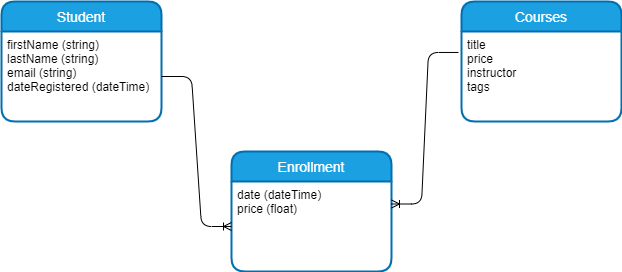 Student
firstName (string)
lastName (string)
email (string)
dateRegistered (dateTime)
Courses
title
price
instructor
tags
Enrollment
date (dateTime)
price (float)